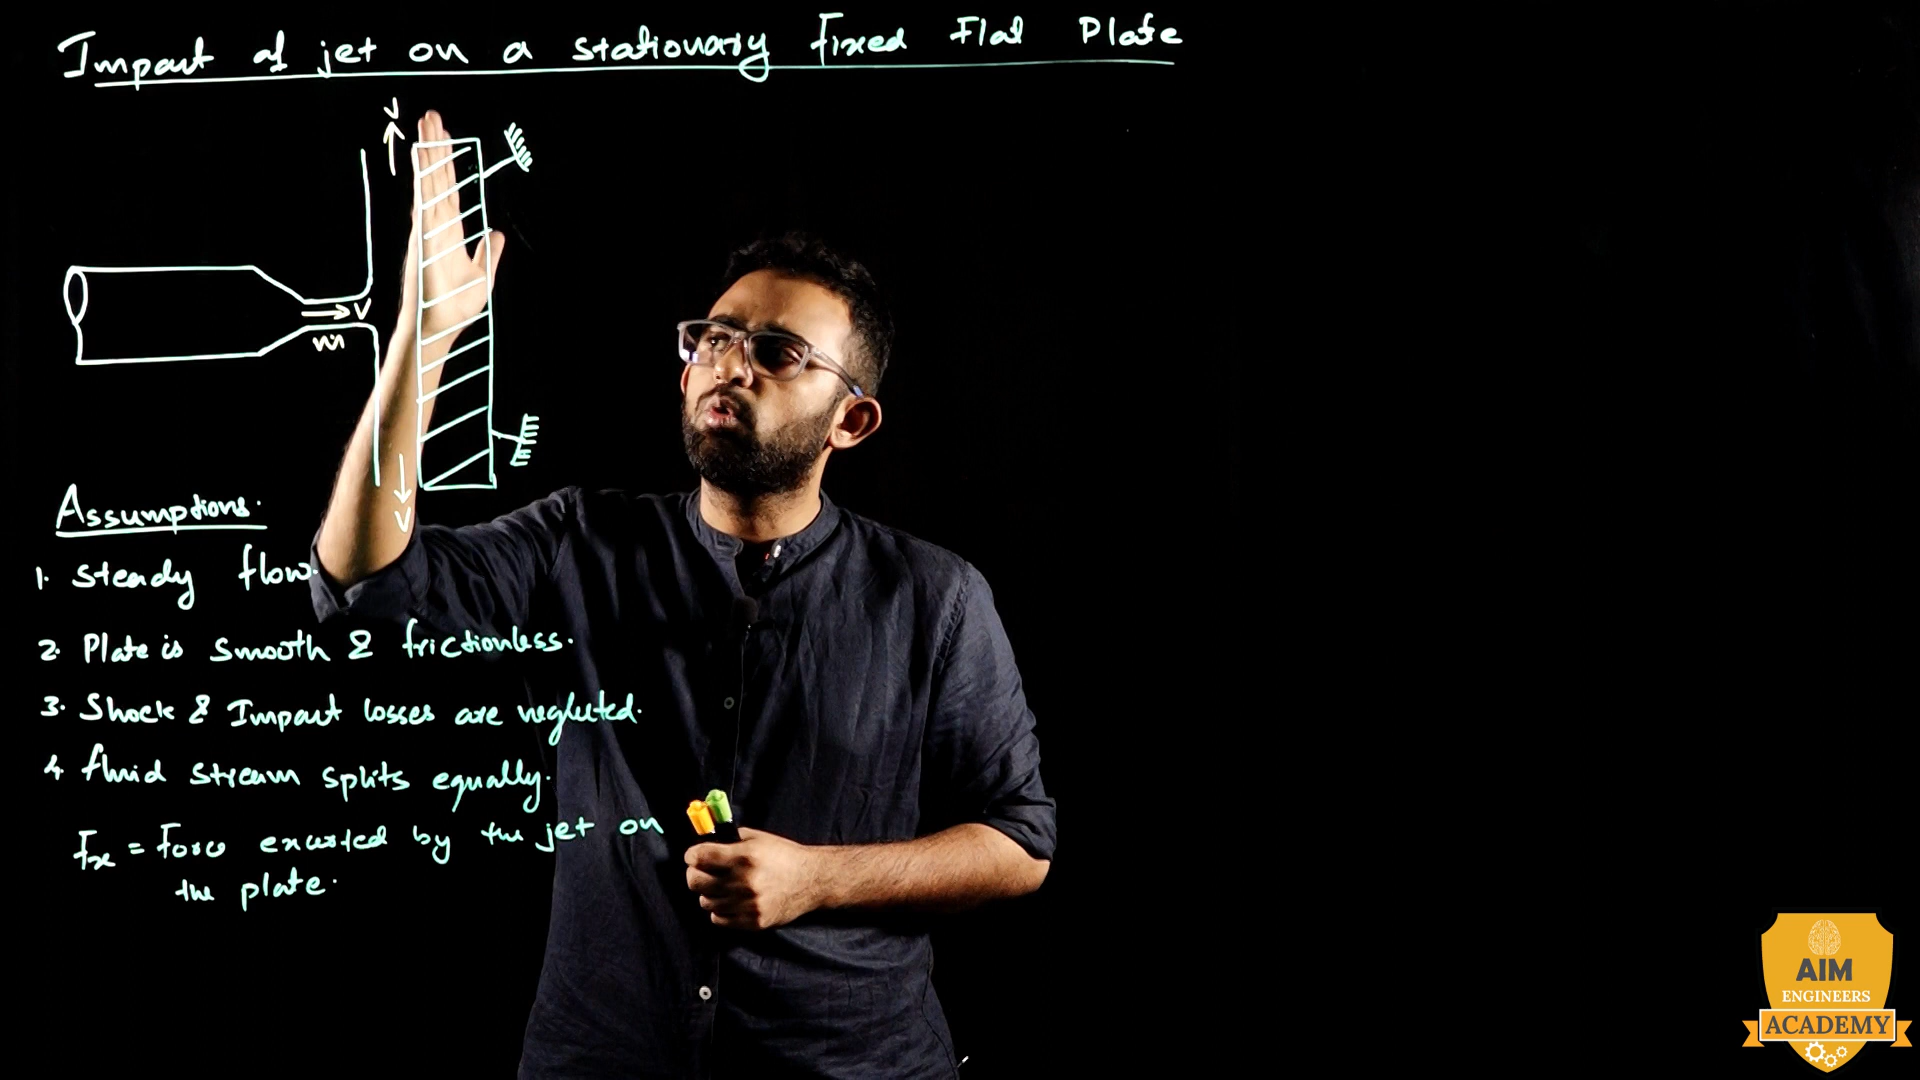 Impact of jet on a stationary fixed Flat Plate
V
V
ṁ
V
Assumptions.
1. Steady flow.
2. Plate is smooth & frictionless.
3. Shock & Impact losses are neglected.
4. fluid stream splits equally.
Fx = Force exerted by the jet on
the plate.
AIM
ENGINEERS
ACADEMY